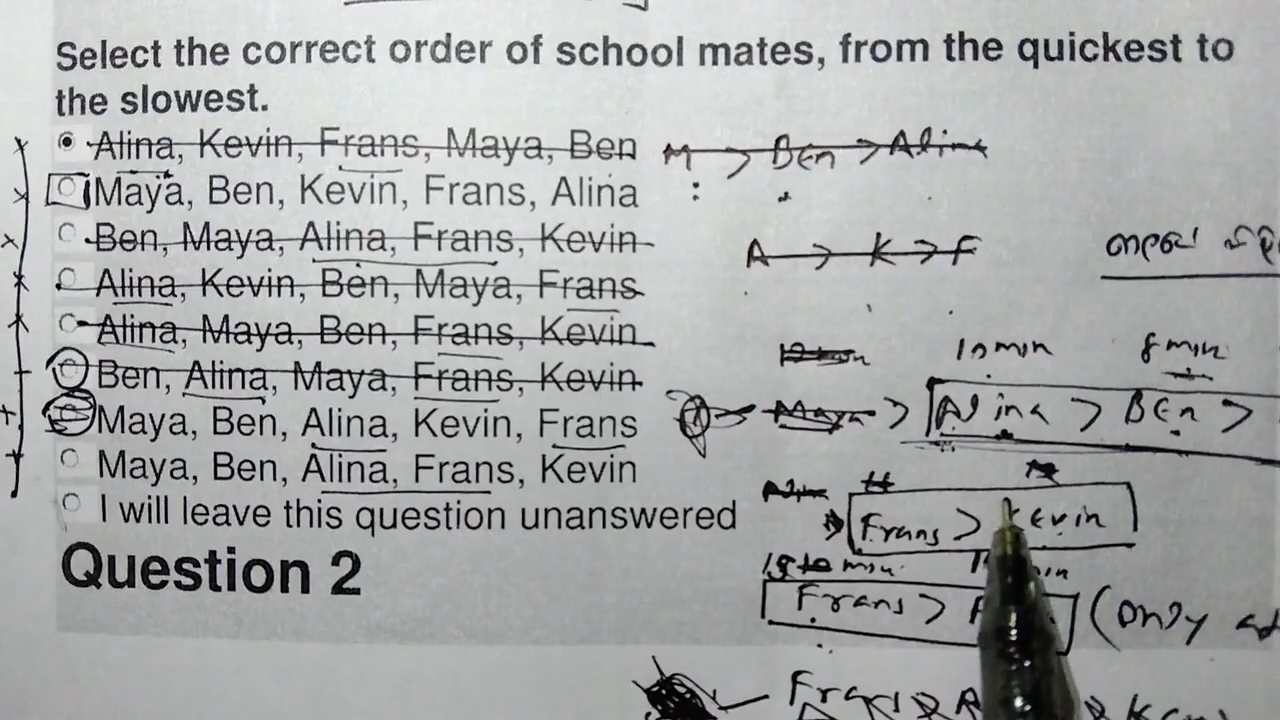 Select the correct order of school mates, from the quickest to
the slowest.
Alina, Kevin, Frans, Maya, Ben M > Ben > Alina
Maya, Ben, Kevin, Frans, Alina
Ben, Maya, Alina, Frans, Kevin A > K > F
Alina, Kevin, Ben, Maya, Frans
Alina, Maya, Ben, Frans, Kevin 10 min 8 min
Ben, Alina, Maya, Frans, Kevin
Maya, Ben, Alina, Kevin, Frans Maya > Alina > Ben >
Maya, Ben, Alina, Frans, Kevin
I will leave this question unanswered Frans > Kevin
Question 2
Frans > (Only